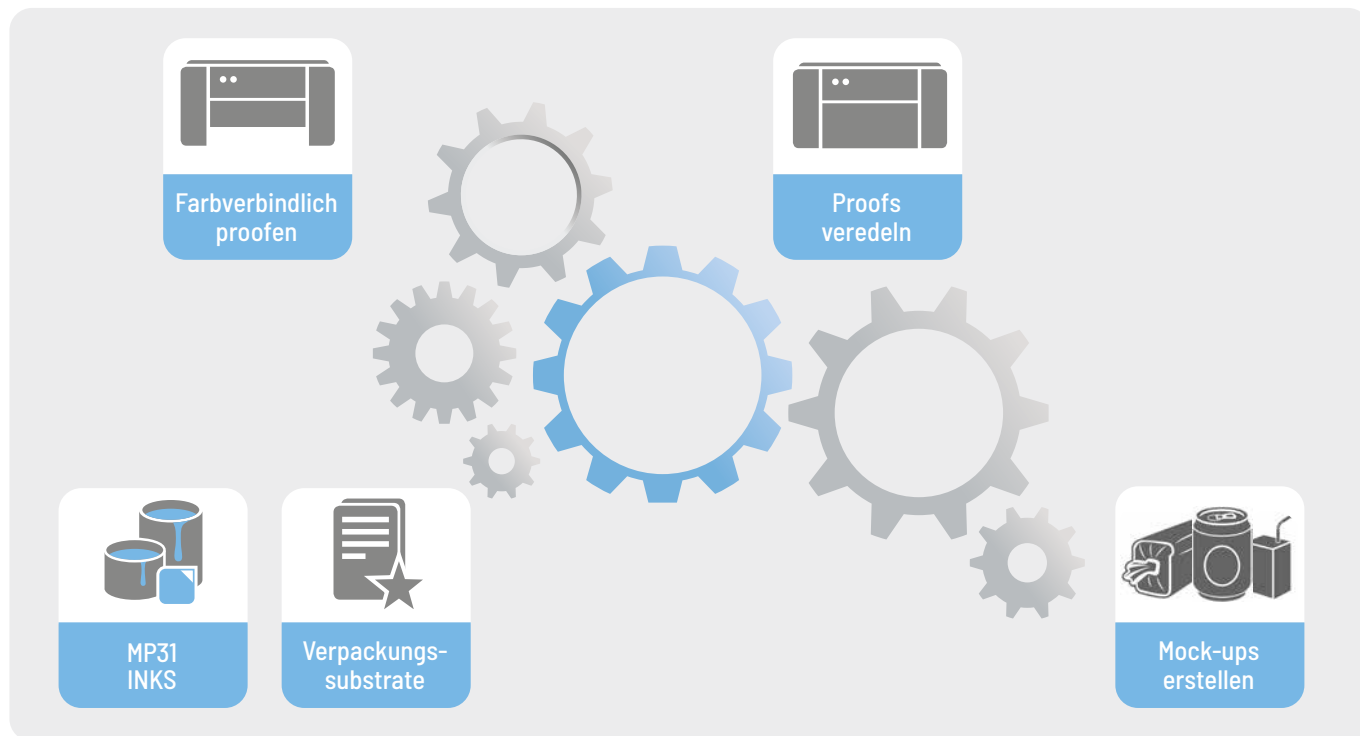 Farbverbindlich
proofen
Proofs
veredeln
MP31
INKS
Verpackungs-
substrate
Mock-ups
erstellen